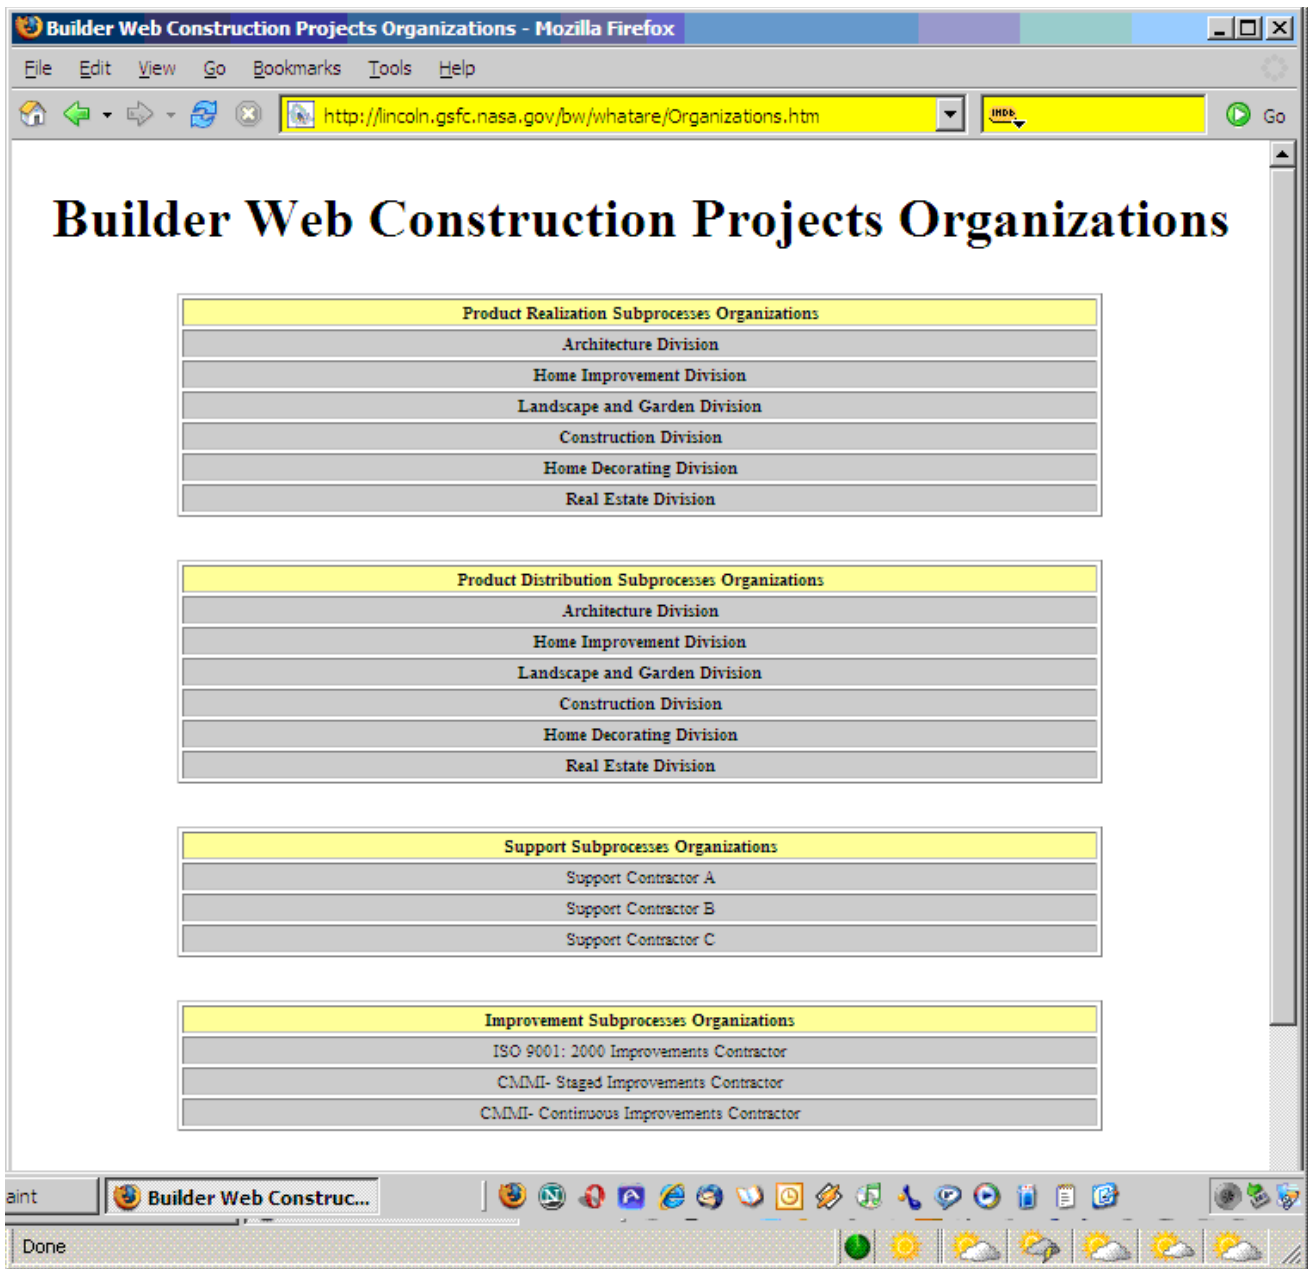 Builder Web Construction Projects Organizations - Mozilla Firefox
File Edit View Go Bookmarks Tools Help
http://lincoln.gsfc.nasa.gov/bw/whatare/Organizations.htm IMDb Go
Builder Web Construction Projects Organizations
Product Realization Subprocesses Organizations
Architecture Division
Home Improvement Division
Landscape and Garden Division
Construction Division
Home Decorating Division
Real Estate Division
Product Distribution Subprocesses Organizations
Architecture Division
Home Improvement Division
Landscape and Garden Division
Construction Division
Home Decorating Division
Real Estate Division
Support Subprocesses Organizations
Support Contractor A
Support Contractor B
Support Contractor C
Improvement Subprocesses Organizations
ISO 9001: 2000 Improvements Contractor
CMMI- Staged Improvements Contractor
CMMI- Continuous Improvements Contractor
aint Builder Web Construc...
Done